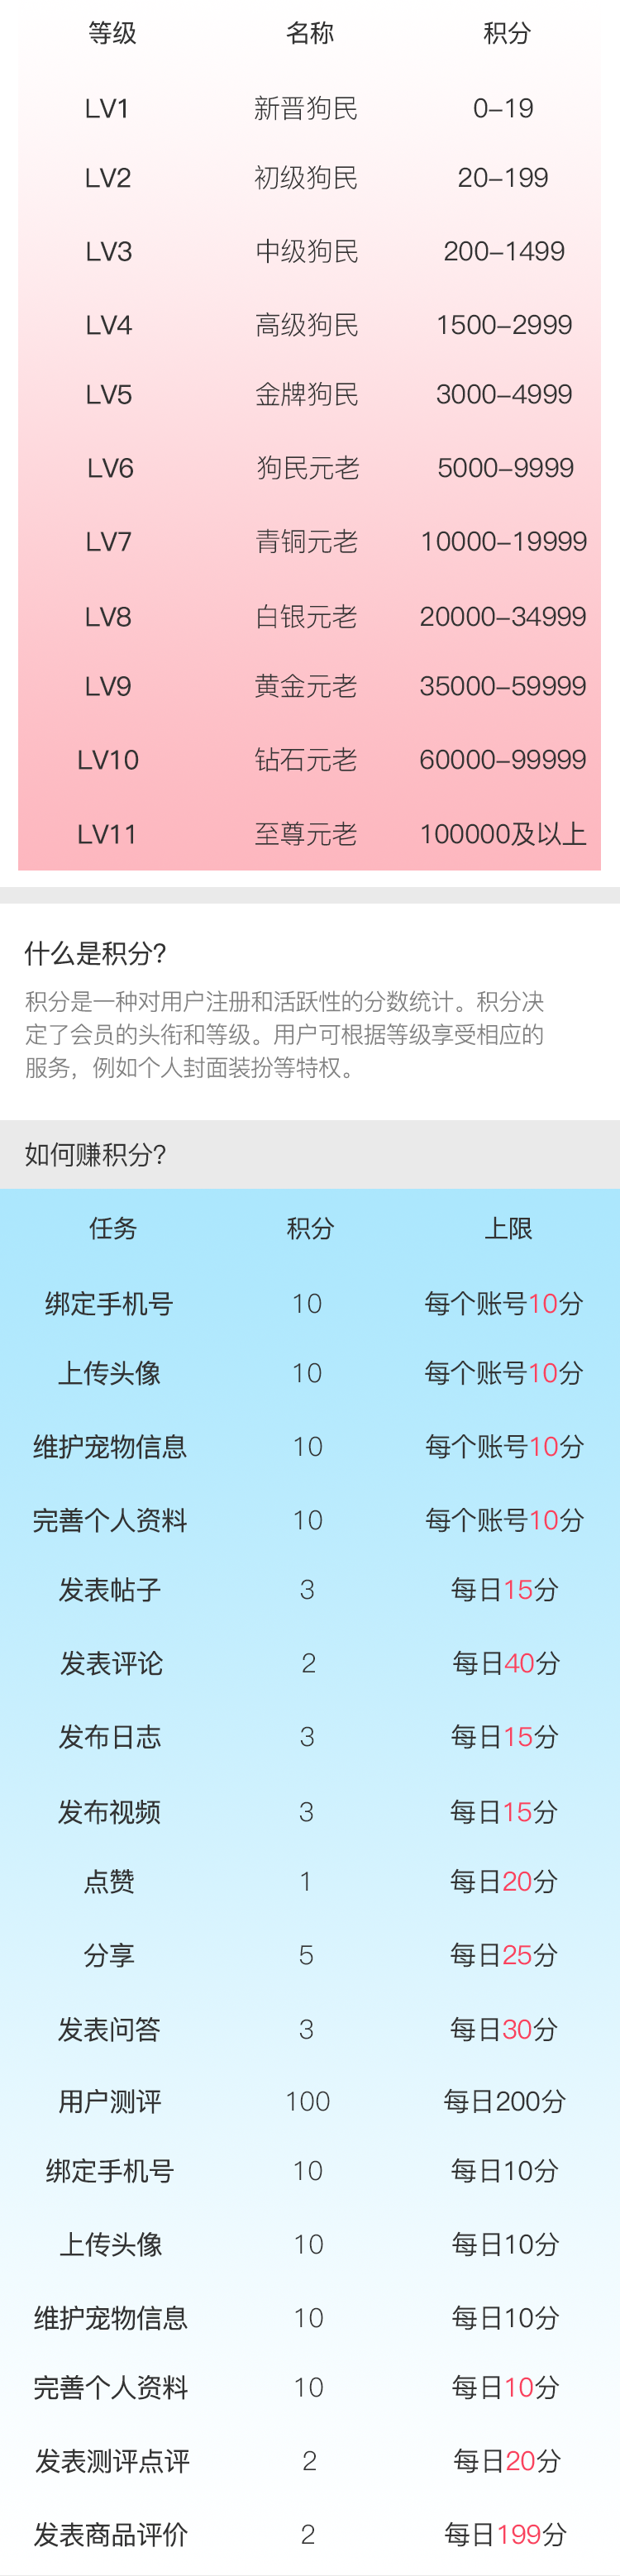 等级 名称 积分
LV1 新晋狗民 0-19
LV2 初级狗民 20-199
LV3 中级狗民 200-1499
LV4 高级狗民 1500-2999
LV5 金牌狗民 3000-4999
LV6 狗民元老 5000-9999
LV7 青铜元老 10000-19999
LV8 白银元老 20000-34999
LV9 黄金元老 35000-59999
LV10 钻石元老 60000-99999
LV11 至尊元老 100000及以上
什么是积分?
积分是一种对用户注册和活跃性的分数统计。积分决
定了会员的头衔和等级。用户可根据等级享受相应的
服务，例如个人封面装扮等特权。
如何赚积分?
任务 积分 上限
绑定手机号 10 每个账号10分
上传头像 10 每个账号10分
维护宠物信息 10 每个账号10分
完善个人资料 10 每个账号10分
发表帖子 3 每日15分
发表评论 2 每日40分
发布日志 3 每日15分
发布视频 3 每日15分
点赞 1 每日20分
分享 5 每日25分
发表问答 3 每日30分
用户测评 100 每日200分
绑定手机号 10 每日10分
上传头像 10 每日10分
维护宠物信息 10 每日10分
完善个人资料 10 每日10分
发表测评点评 2 每日20分
发表商品评价 2 每日199分